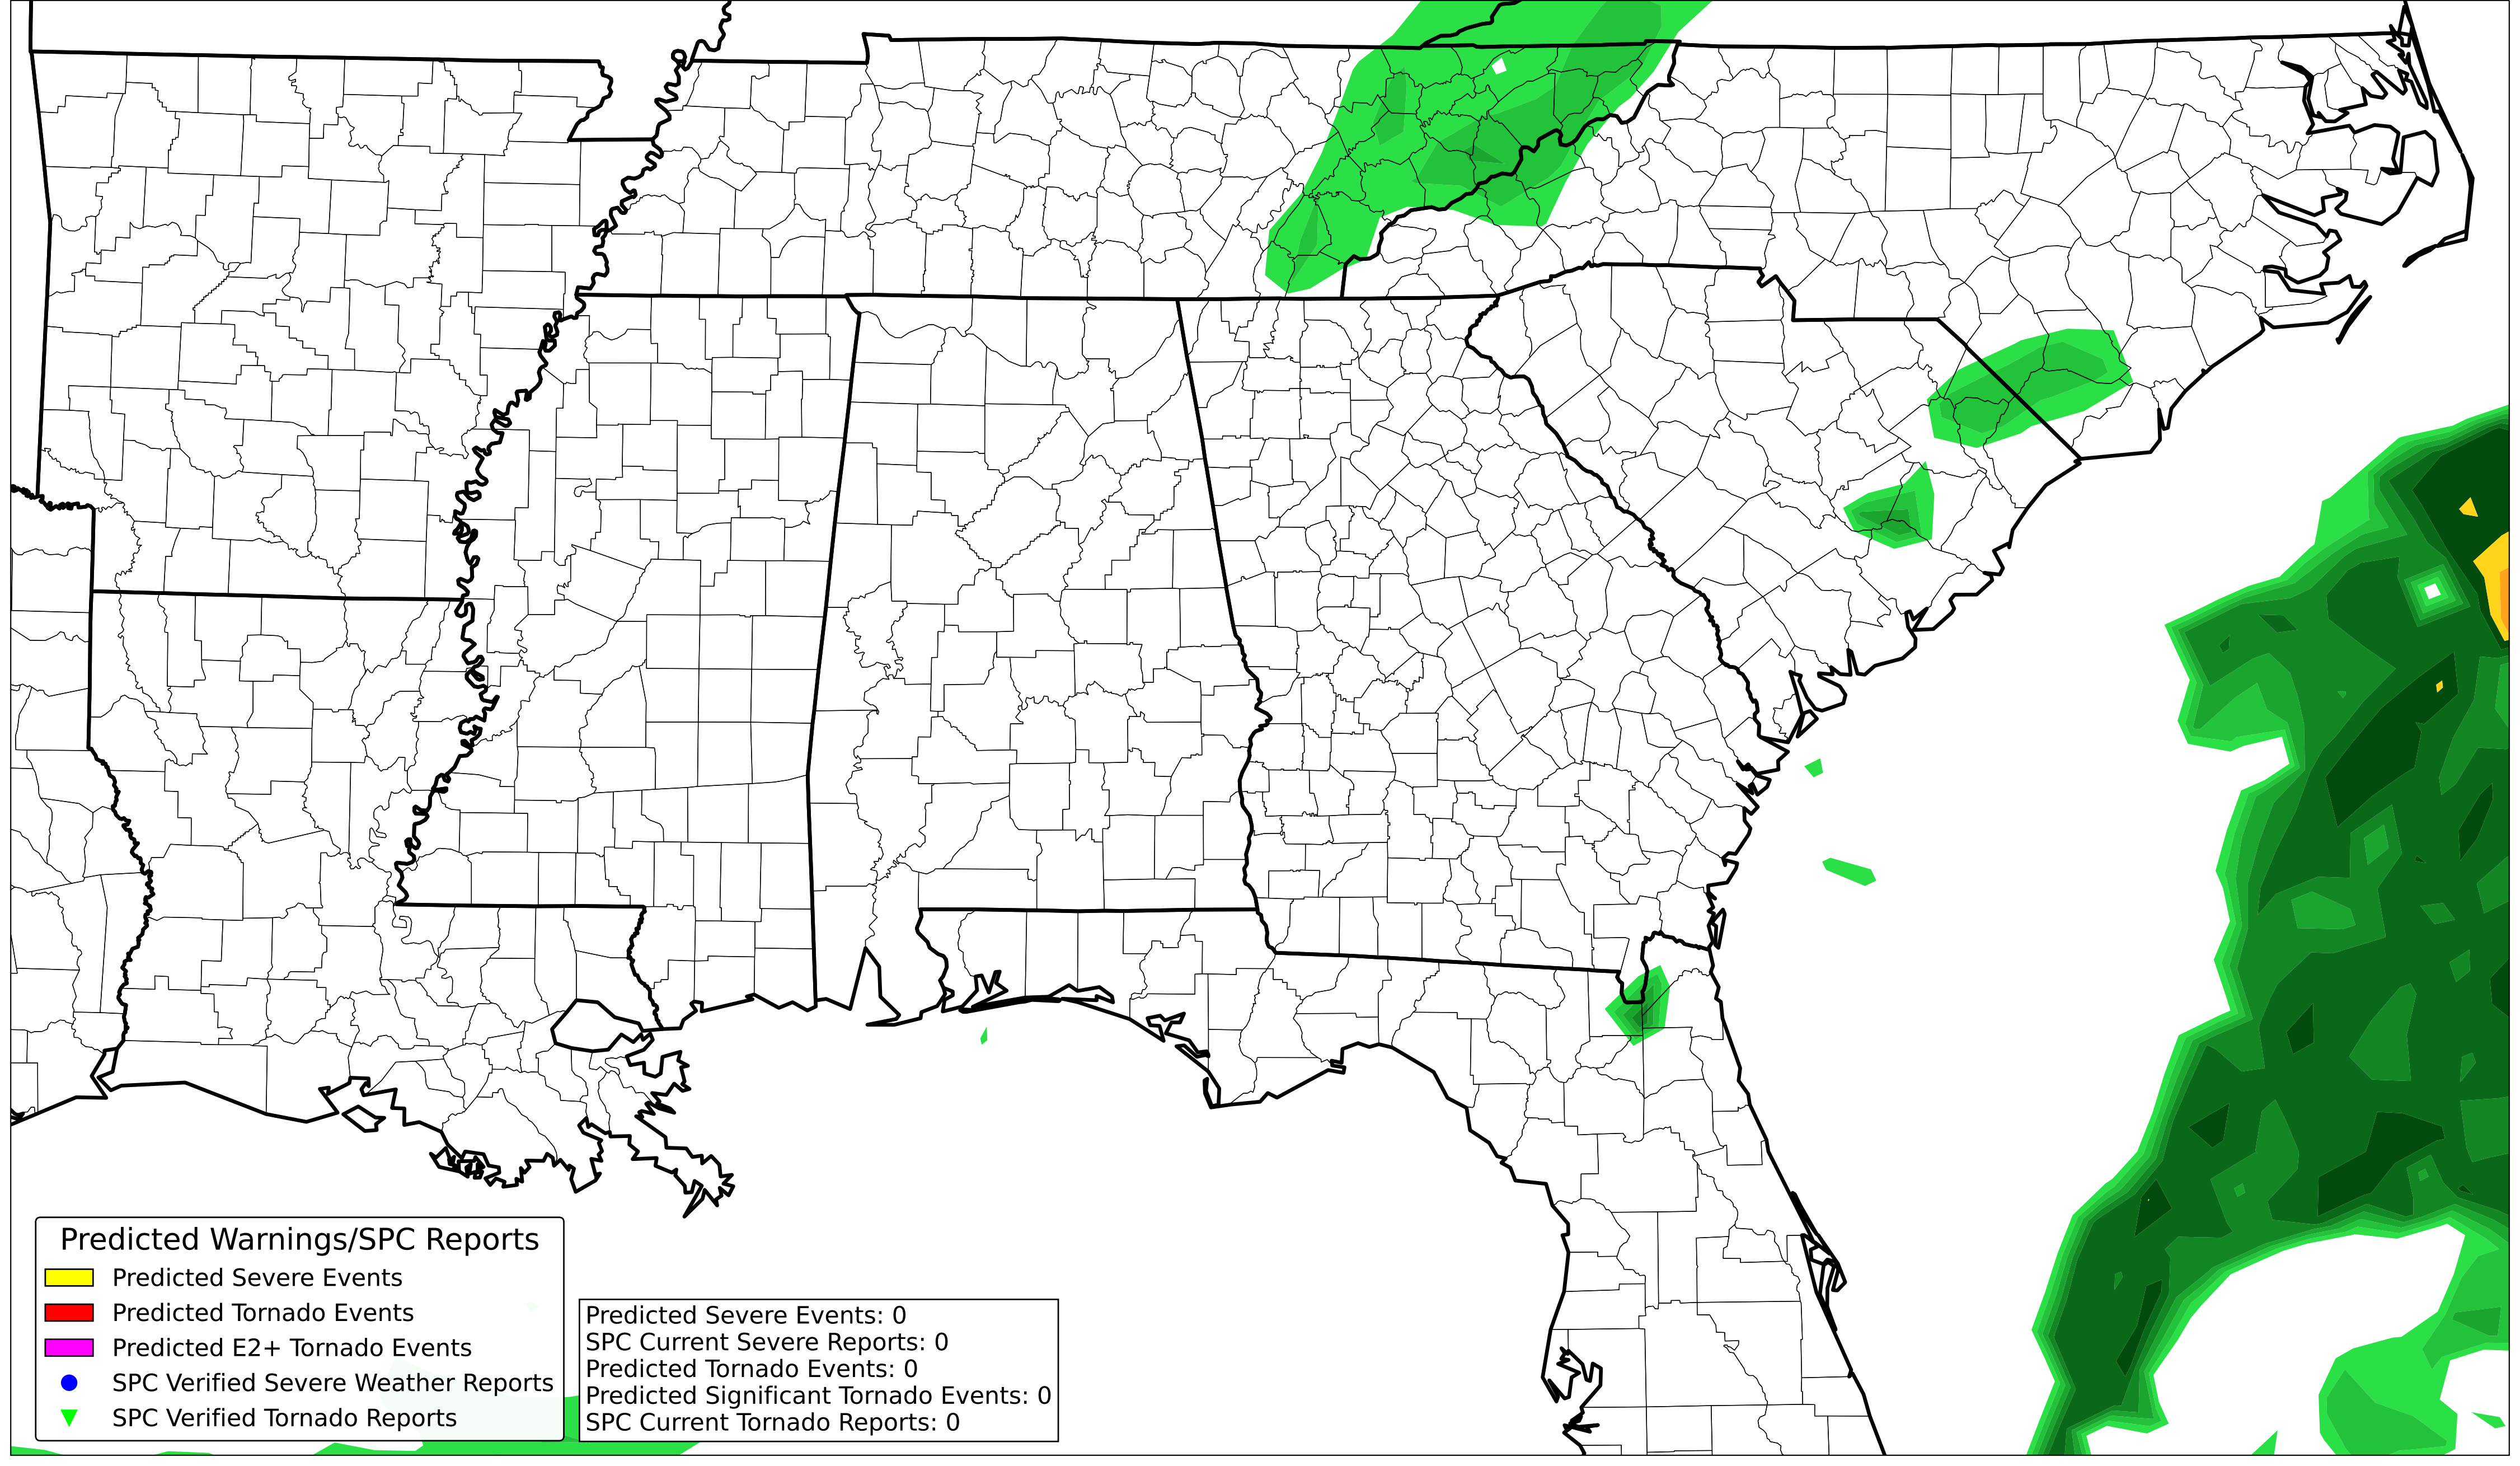 Predicted Warnings/SPC Reports
Predicted Severe Events
Predicted Tornado Events
Predicted E2+ Tornado Events
SPC Verified Severe Weather Reports
SPC Verified Tornado Reports
Predicted Severe Events: 0
SPC Current Severe Reports: 0
Predicted Tornado Events: 0
Predicted Significant Tornado Events: 0
SPC Current Tornado Reports: 0